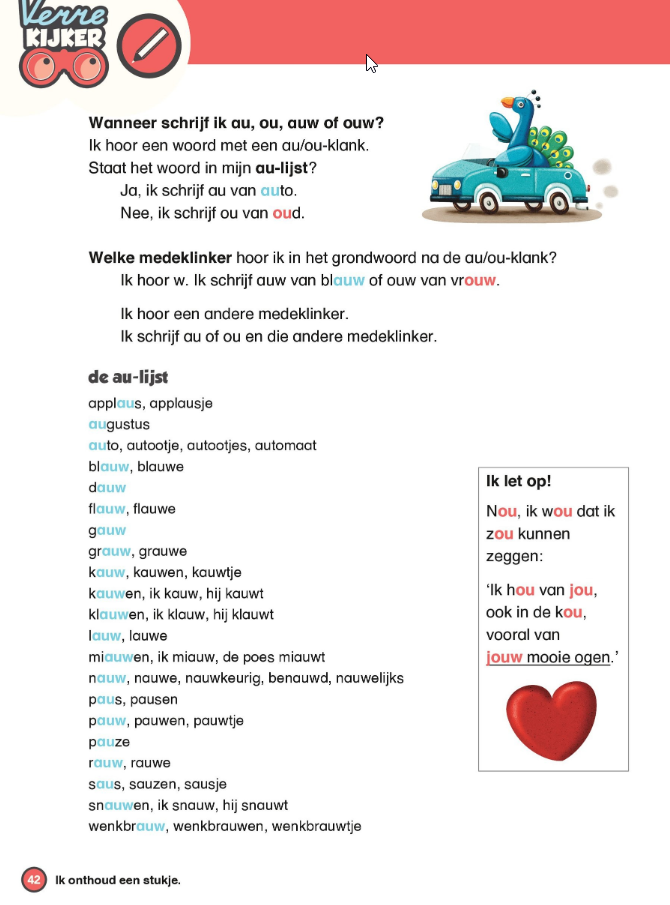 Verre
KIJKER
Wanneer schrijf ik au, ou, auw of ouw?
Ik hoor een woord met een au/ou-klank.
Staat het woord in mijn au-lijst?
Ja, ik schrijf au van auto.
Nee, ik schrijf ou van oud.
Welke medeklinker hoor ik in het grondwoord na de au/ou-klank?
Ik hoor w. Ik schrijf auw van blauw of ouw van vrouw.
Ik hoor een andere medeklinker.
Ik schrijf au of ou en die andere medeklinker.
de au-lijst
applaus, applausje
augustus
auto, autootje, autootjes, automaat
blauw, blauwe
dauw
flauw, flauwe
gauw
grauw, grauwe
kauw, kauwen, kauwtje
kauwen, ik kauw, hij kauwt
klauwen, ik klauw, hij klauwt
lauw, lauwe
miauwen, ik miauw, de poes miauwt
nauw, nauwe, nauwkeurig, benauwd, nauwelijks
paus, pausen
pauw, pauwen, pauwtje
pauze
rauw, rauwe
saus, sauzen, sausje
snauwen, ik snauw, hij snauwt
wenkbrauw, wenkbrauwen, wenkbrauwtje
Ik let op!
Nou, ik wou dat ik
zou kunnen
zeggen:
‘Ik hou van jou,
ook in de kou,
vooral van
jouw mooie ogen.’
42 Ik onthoud een stukje.